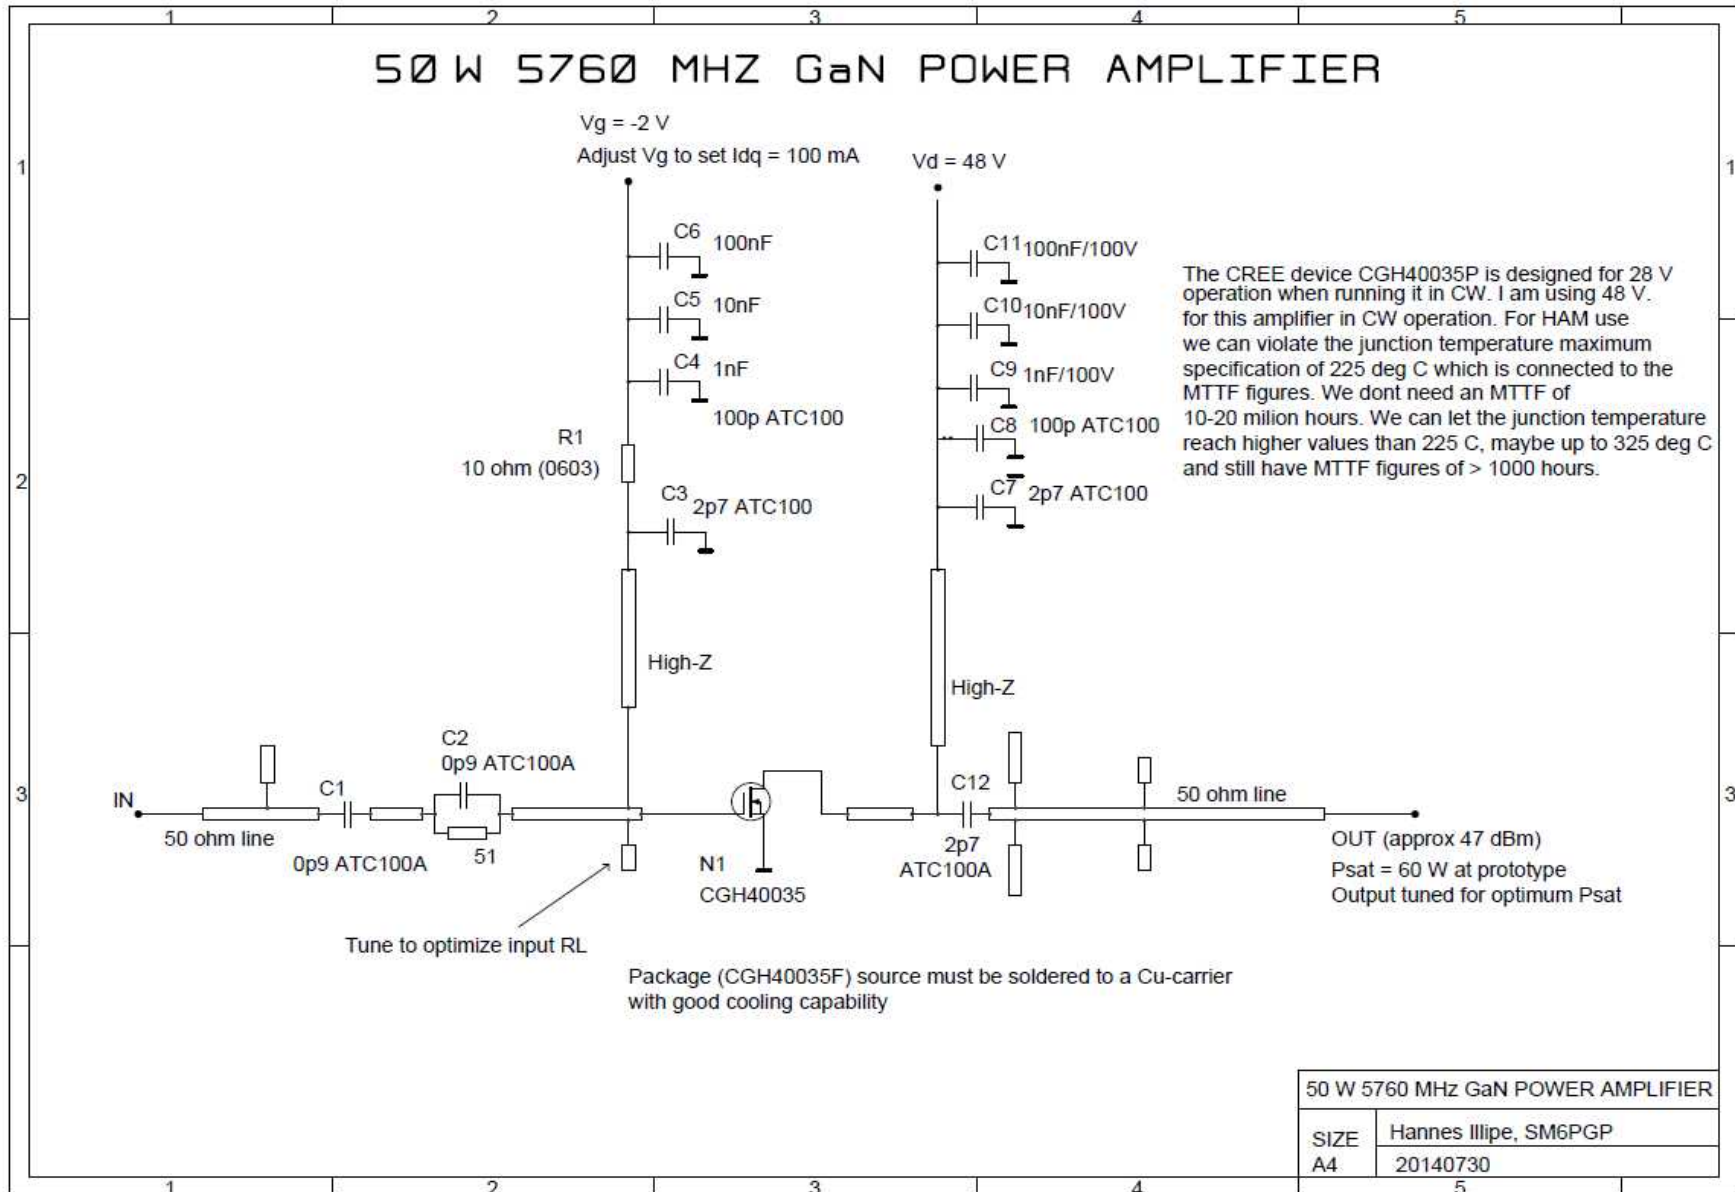 1 2 3 4 5
50 W 5760 MHZ GaN POWER AMPLIFIER
Vg = -2 V
Adjust Vg to set Idq = 100 mA
Vd = 48 V
1
1
C6 100nF
C5 10nF
C4 1nF
100p ATC100
R1
10 ohm (0603)
C3 2p7 ATC100
C11 100nF/100V
C10 10nF/100V
C9 1nF/100V
C8 100p ATC100
C7 2p7 ATC100
The CREE device CGH40035P is designed for 28 V
operation when running it in CW. I am using 48 V.
for this amplifier in CW operation. For HAM use
we can violate the junction temperature maximum
specification of 225 deg C which is connected to the
MTTF figures. We dont need an MTTF of
10-20 milion hours. We can let the junction temperature
reach higher values than 225 C, maybe up to 325 deg C
and still have MTTF figures of > 1000 hours.
2
2
High-Z
High-Z
3
3
IN
50 ohm line
C1
0p9 ATC100A
C2
0p9 ATC100A
51
N1
CGH40035
C12
2p7
ATC100A
50 ohm line
OUT (approx 47 dBm)
Psat = 60 W at prototype
Output tuned for optimum Psat
Tune to optimize input RL
Package (CGH40035F) source must be soldered to a Cu-carrier
with good cooling capability
50 W 5760 MHz GaN POWER AMPLIFIER
SIZE
A4
Hannes Illipe, SM6PGP
20140730
1 2 3 4 5